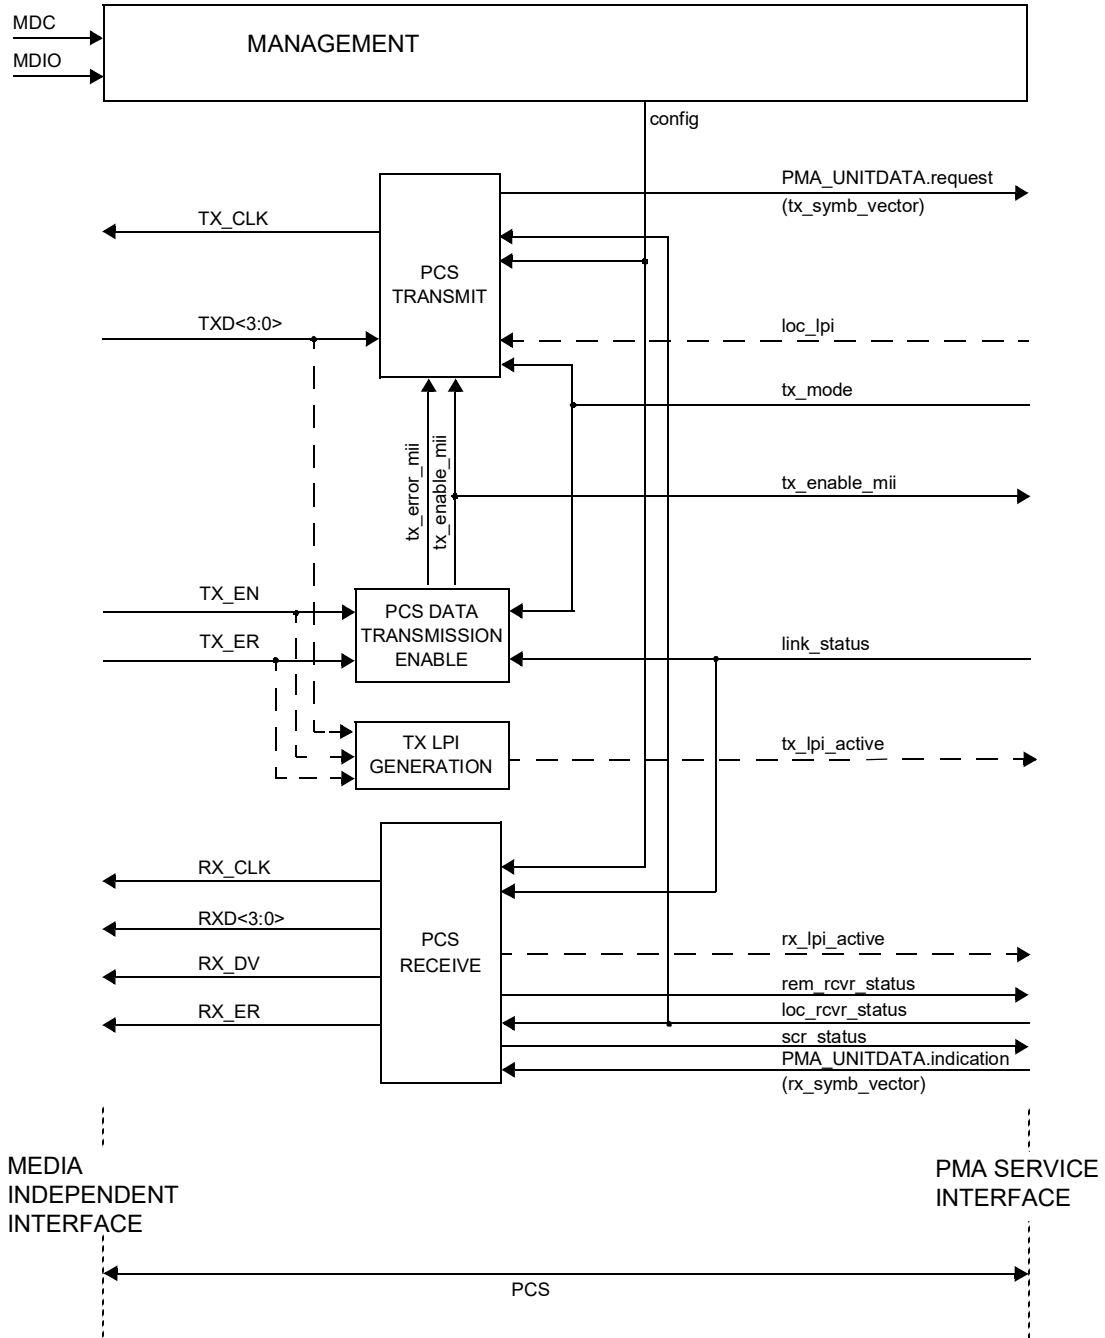 MDC
MANAGEMENT
MDIO
config
PMA_UNITDATA.request
(tx_symb_vector)
TX_CLK
PCS
TRANSMIT
TXD<3:0>
loc_lpi
tx_mode
tx_error_mii
tx_enable_mii
tx_enable_mii
TX_EN
PCS DATA
TRANSMISSION
ENABLE
TX_ER
link_status
TX LPI
GENERATION
tx_lpi_active
RX_CLK
RXD<3:0>
PCS
RECEIVE
rx_lpi_active
RX_DV
rem_rcvr_status
RX_ER
loc_rcvr_status
scr_status
PMA_UNITDATA.indication
(rx_symb_vector)
MEDIA
INDEPENDENT
INTERFACE
PMA SERVICE
INTERFACE
PCS